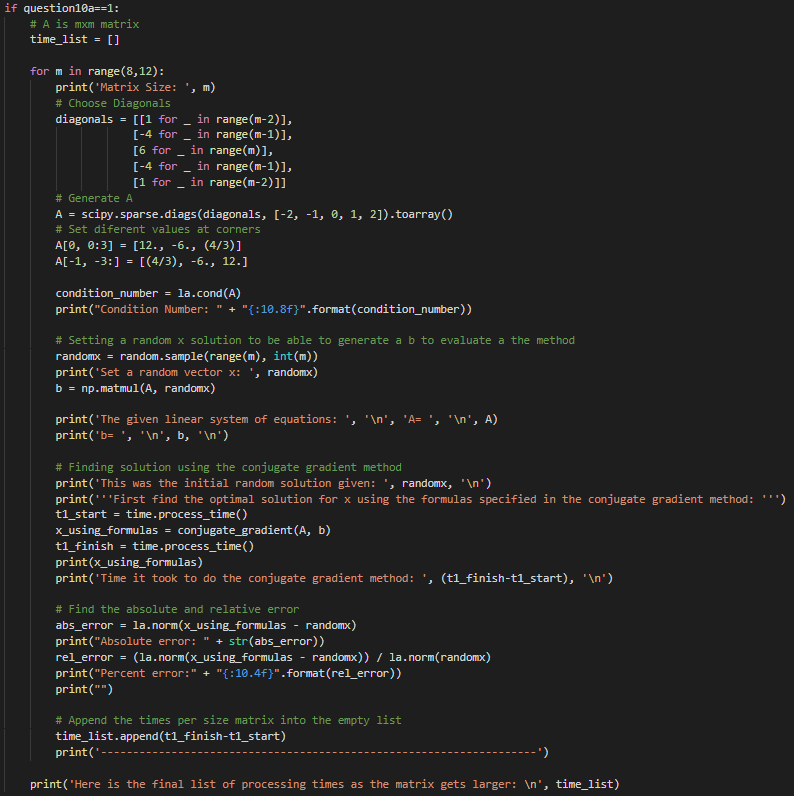 if question10a==1:
    # A is mxm matrix
    time_list = []
    for m in range(8,12):
        print('Matrix Size: ', m)
        # Choose Diagonals
        diagonals = [[1 for _ in range(m-2)],
                    [-4 for _ in range(m-1)],
                    [6 for _ in range(m)],
                    [-4 for _ in range(m-1)],
                    [1 for _ in range(m-2)]]
        # Generate A
        A = scipy.sparse.diags(diagonals, [-2, -1, 0, 1, 2]).toarray()
        # Set diferent values at corners
        A[0, 0:3] = [12., -6., (4/3)]
        A[-1, -3:] = [(4/3), -6., 12.]
        condition_number = la.cond(A)
        print("Condition Number: " + "{:10.8f}".format(condition_number))
        # Setting a random x solution to be able to generate a b to evaluate a the method
        randomx = random.sample(range(m), int(m))
        print('Set a random vector x: ', randomx)
        b = np.matmul(A, randomx)
        print('The given linear system of equations: ', '\n', 'A= ', '\n', A)
        print('b= ', '\n', b, '\n')
        # Finding solution using the conjugate gradient method
        print('This was the initial random solution given: ', randomx, '\n')
        print('''First find the optimal solution for x using the formulas specified in the conjugate gradient method: ''')
        t1_start = time.process_time()
        x_using_formulas = conjugate_gradient(A, b)
        t1_finish = time.process_time()
        print(x_using_formulas)
        print('Time it took to do the conjugate gradient method: ', (t1_finish-t1_start), '\n')
        # Find the absolute and relative error
        abs_error = la.norm(x_using_formulas - randomx)
        print("Absolute error: " + str(abs_error))
        rel_error = (la.norm(x_using_formulas - randomx)) / la.norm(randomx)
        print("Percent error:" + "{:10.4f}".format(rel_error))
        print("")
        # Append the times per size matrix into the empty list
        time_list.append(t1_finish-t1_start)
        print('-------------------------------------------------------------------')
    print('Here is the final list of processing times as the matrix gets larger: \n', time_list)